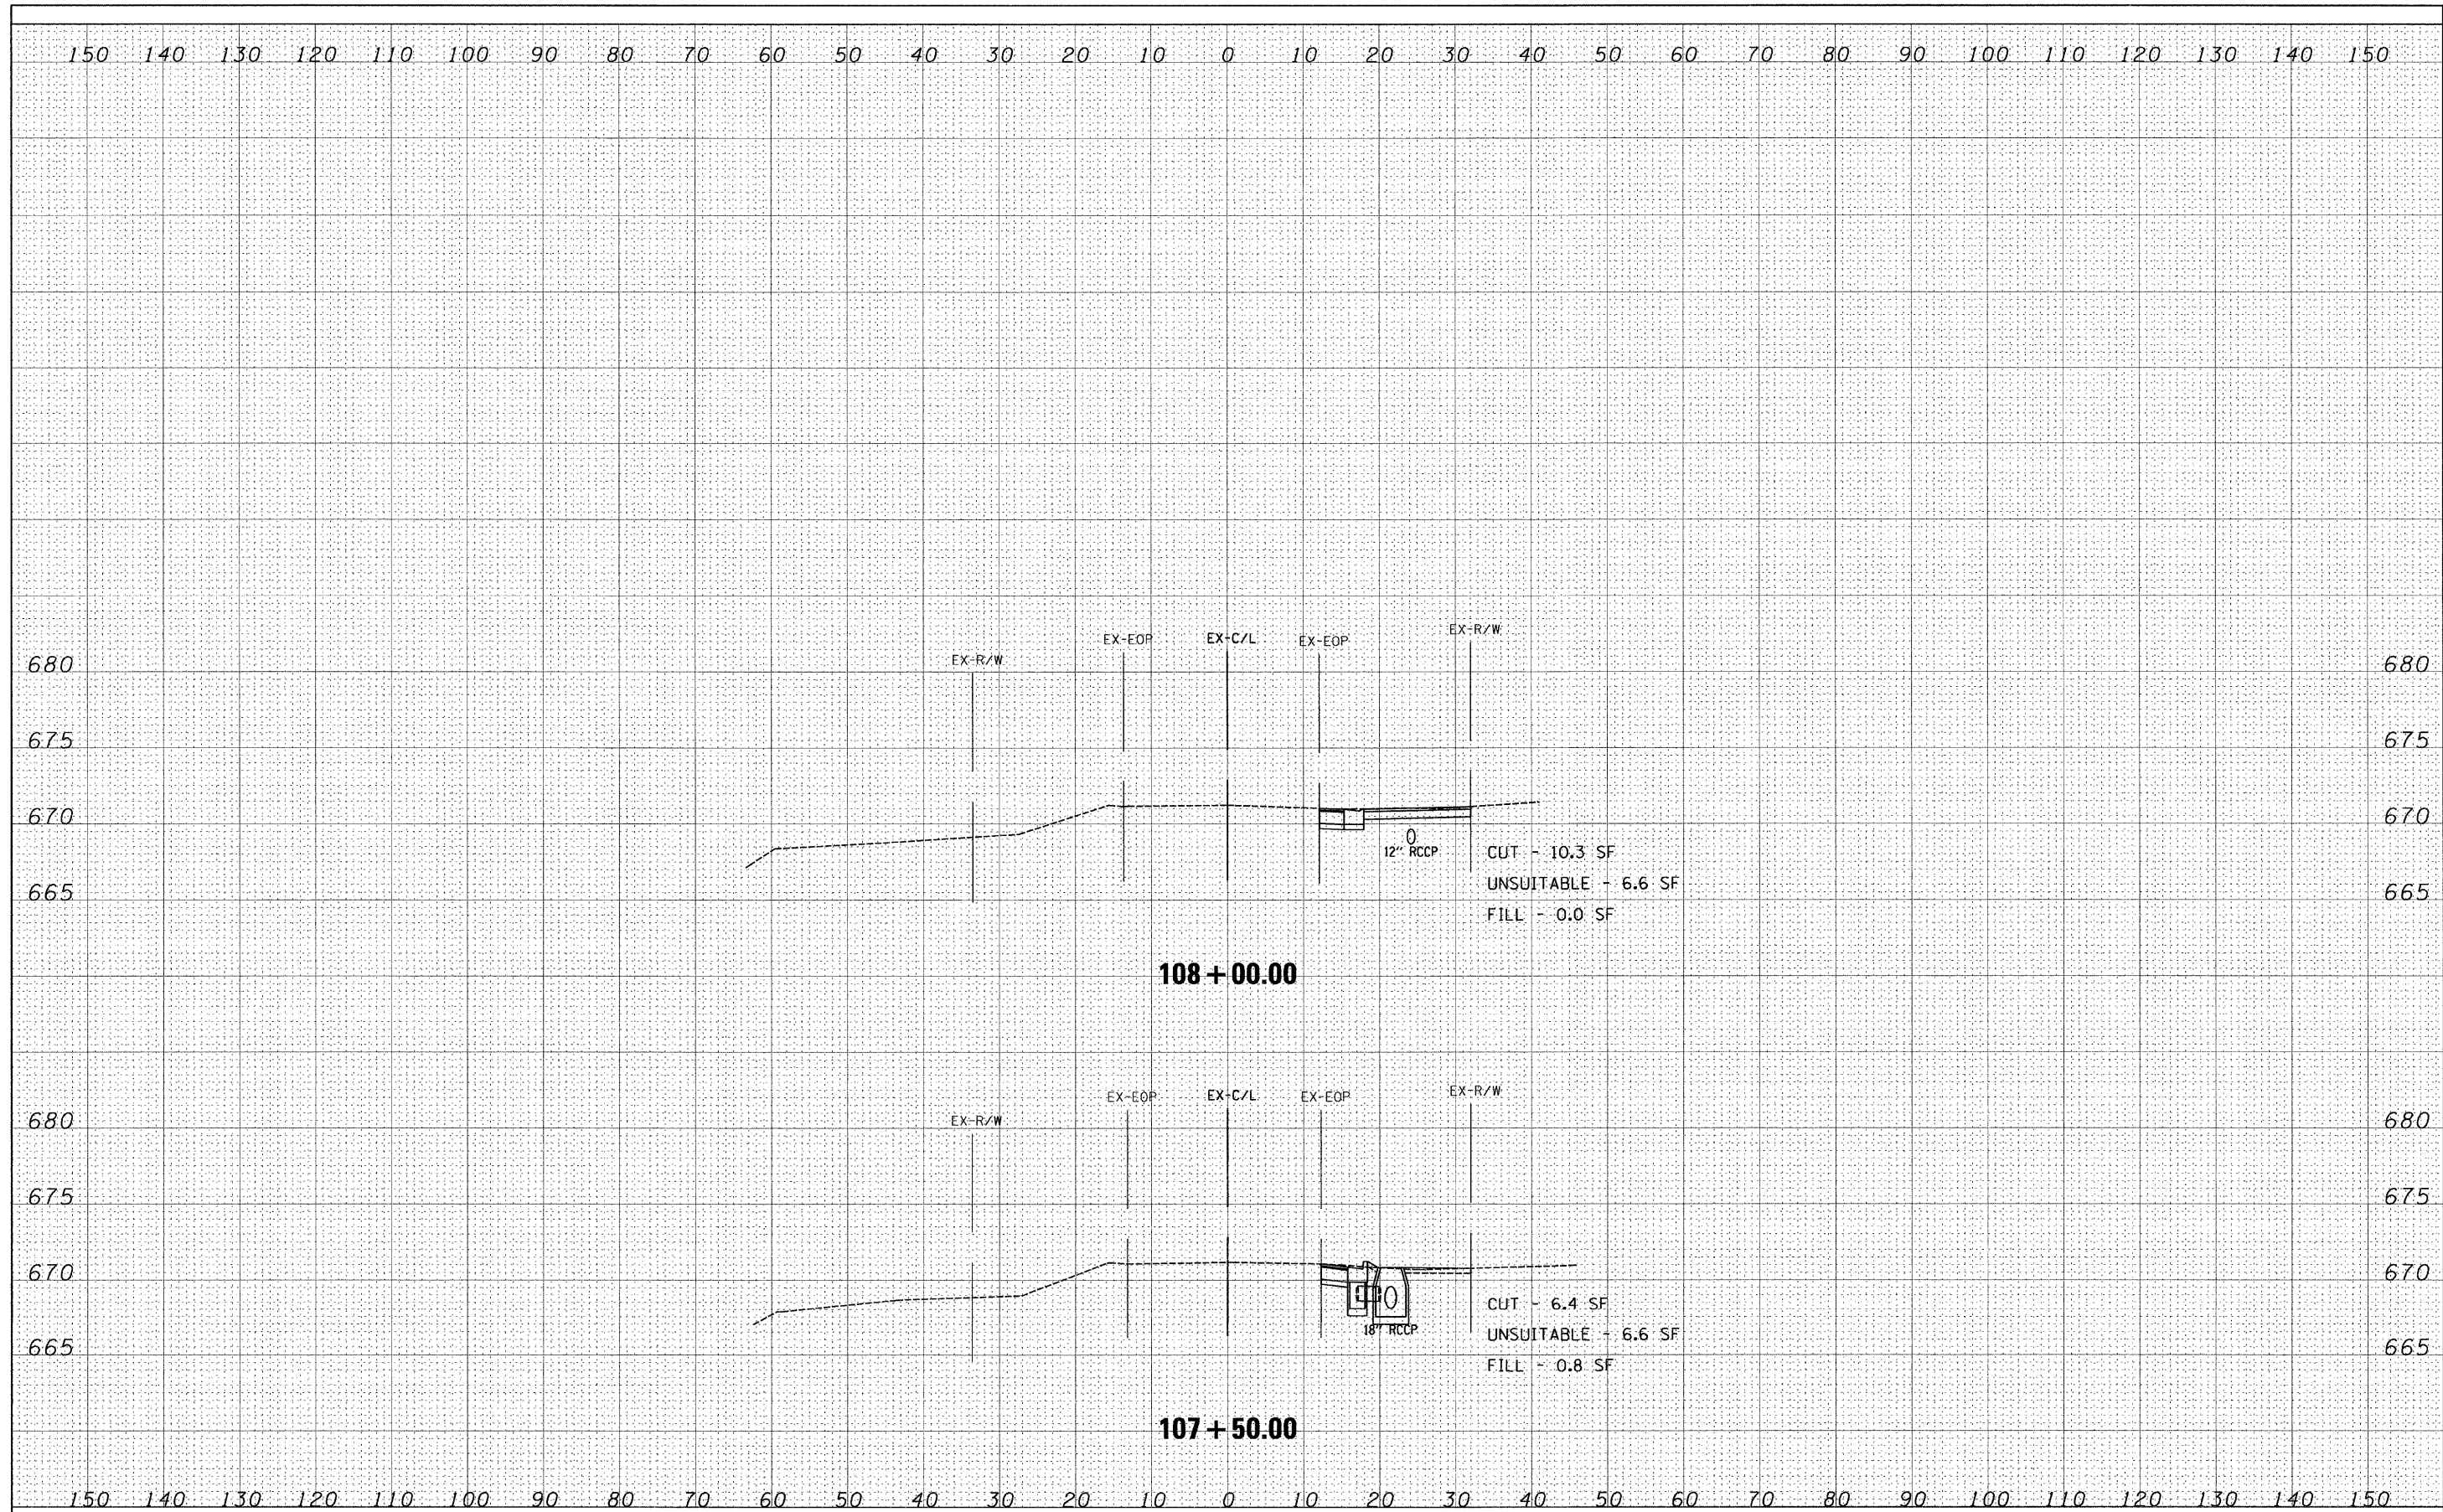 150 140 130 120 110 100 90 80 70 60 50 40 30 20 10 0 10 20 30 40 50 60 70 80 90 100 110 120 130 140 150
EX-R/W EX-EOP EX-C/L EX-EOP EX-R/W
680 680
675 675
670 670
12" RCCP
CUT - 10.3 SF
UNSUITABLE - 6.6 SF
665 665
FILL - 0.0 SF
108+00.00
EX-R/W EX-EOP EX-C/L EX-EOP EX-R/W
680 680
675 675
670 670
CUT - 6.4 SF
18" RCCP
UNSUITABLE - 6.6 SF
665 665
FILL - 0.8 SF
107+50.00
150 140 130 120 110 100 90 80 70 60 50 40 30 20 10 0 10 20 30 40 50 60 70 80 90 100 110 120 130 140 150